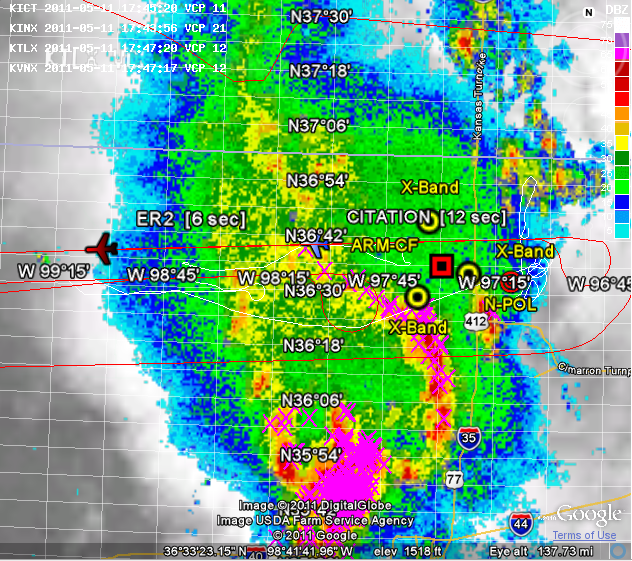 KICT 2011-05-11 17:45:20 VCP 11
KINX 2011-05-11 17:43:56 VCP 21
KTLX 2011-05-11 17:47:20 VCP 12
KVNX 2011-05-11 17:47:17 VCP 12
N
DBZ
N37°30'
N37°18'
Kansas Turnpike
N37°06'
N36°54'
X-Band
ER2 [6 sec]
CITATION [12 sec]
N36°42'
ARM-CF
X-Band
W 99°15'
W 98°45'
W 98°15'
W 97°45'
W 97°15'
W 96°45'
N36°30'
N-POL
X-Band
412
N36°18'
Cimarron Turnp
N36°06'
35
N35°54'
77
Image © 2011 DigitalGlobe
Image USDA Farm Service Agency
© 2011 Google
Google
44
Terms of Use
40
36°33'23.15" N 98°41'41.96" W elev 1518 ft Eye alt 137.73 mi